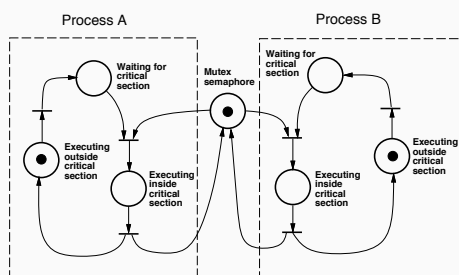 Process A
Process B
Waiting for
critical
section
Mutex
semaphore
Waiting for
critical
section
Executing
outside
critical
section
Executing
inside
critical
section
Executing
inside
critical
section
Executing
outside
critical
section